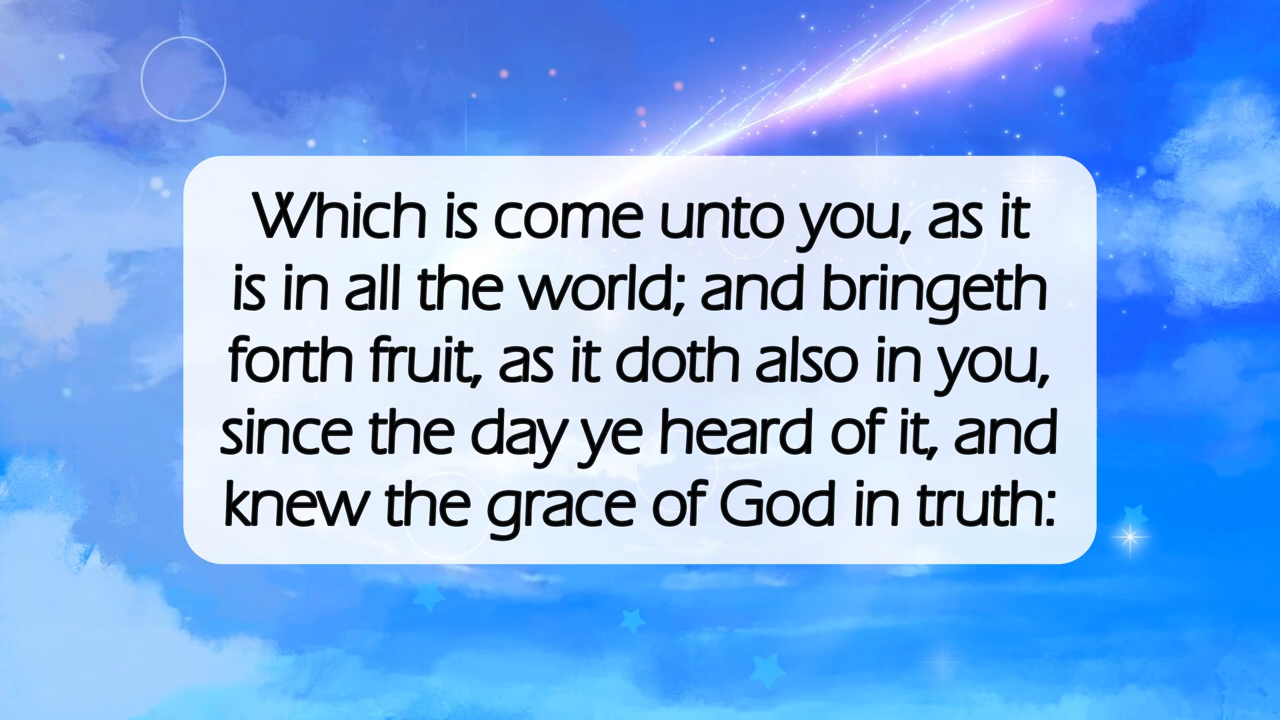 Which is come unto you, as it
is in all the world; and bringeth
forth fruit, as it doth also in you,
since the day ye heard of it, and
knew the grace of God in truth: